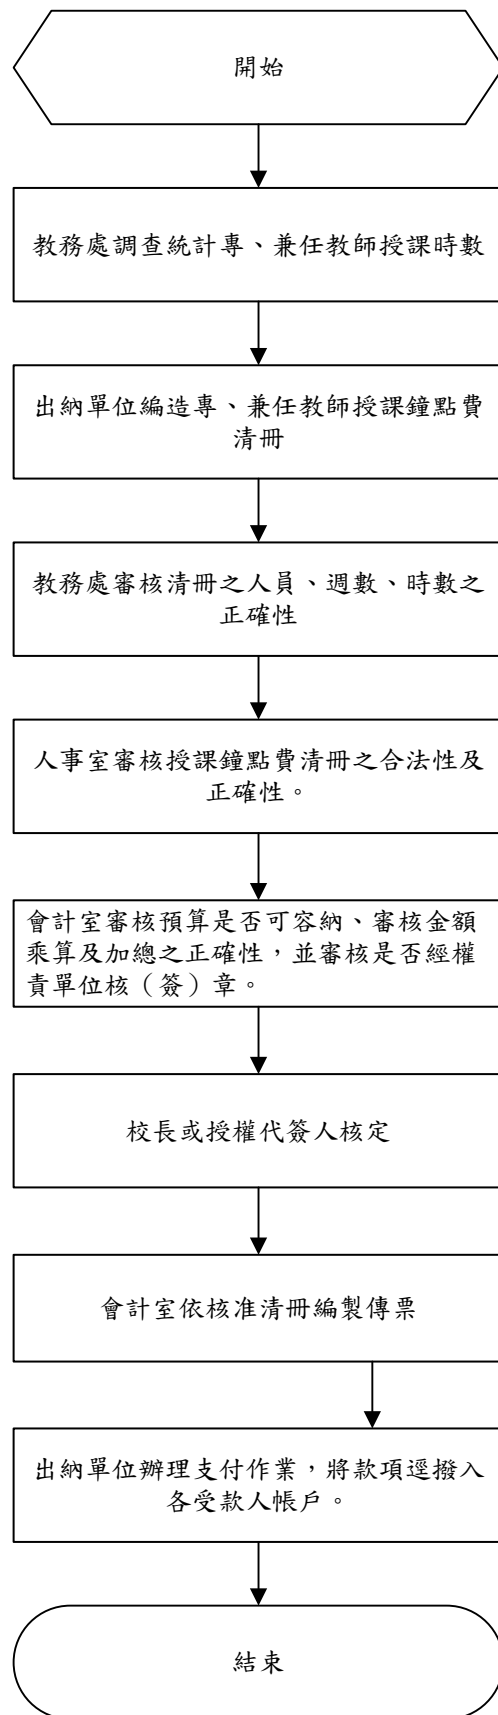 開始
教務處調查統計專、兼任教師授課時數
出納單位編造專、兼任教師授課鐘點費
清冊
教務處審核清冊之人員、週數、時數之
正確性
人事室審核授課鐘點費清冊之合法性及
正確性。
會計室審核預算是否可容納、審核金額
乘算及加總之正確性，並審核是否經權
責單位核（簽）章。
校長或授權代簽人核定
會計室依核准清冊編製傳票
出納單位辦理支付作業，將款項逕撥入
各受款人帳戶。
結束